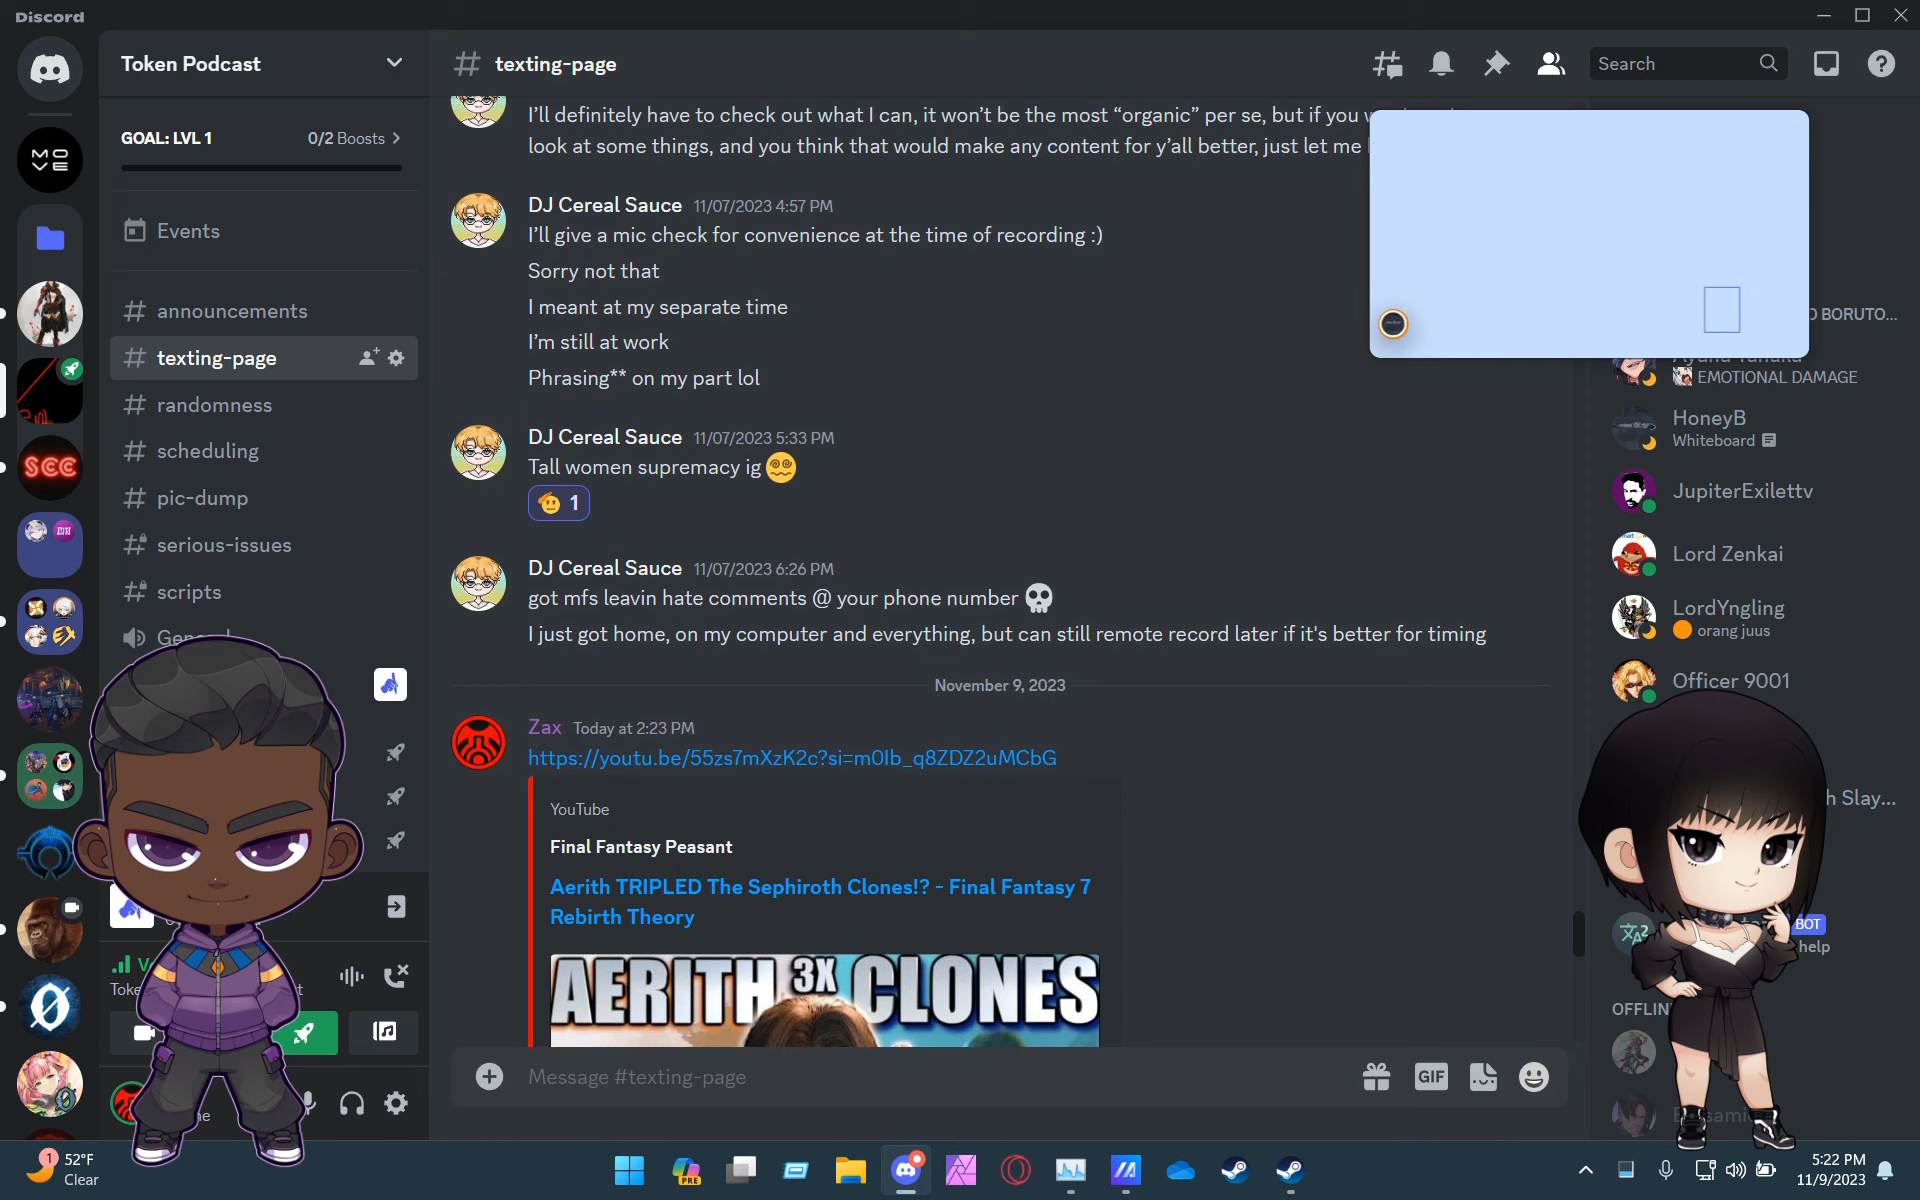 Discord
Token Podcast
GOAL: LVL 1
0/2 Boosts
Events
announcements
texting-page
randomness
scheduling
pic-dump
serious-issues
scripts
MOVE
SCC
texting-page
Search
I’ll definitely have to check out what I can, it won’t be the most “organic” per se, but if you
look at some things, and you think that would make any content for y’all better, just let me
DJ Cereal Sauce 11/07/2023 4:57 PM
I’ll give a mic check for convenience at the time of recording :)
Sorry not that
I meant at my separate time
I’m still at work
Phrasing** on my part lol
DJ Cereal Sauce 11/07/2023 5:33 PM
Tall women supremacy ig
1
DJ Cereal Sauce 11/07/2023 6:26 PM
got mfs leavin hate comments @ your phone number
I just got home, on my computer and everything, but can still remote record later if it's better for timing
November 9, 2023
Zax Today at 2:23 PM
https://youtu.be/55zs7mXzK2c?si=m0Ib_q8ZDZ2uMCbG
YouTube
Final Fantasy Peasant
Aerith TRIPLED The Sephiroth Clones!? - Final Fantasy 7
Rebirth Theory
AERITH 3X CLONES
Message #texting-page
GIF
BORUTO...
EMOTIONAL DAMAGE
HoneyB
Whiteboard
JupiterExilettv
Lord Zenkai
LordYngling
orang juus
Officer 9001
h Slay...
BOT
help
OFFLIN
1
52°F
Clear
PRE
5:22 PM
11/9/2023